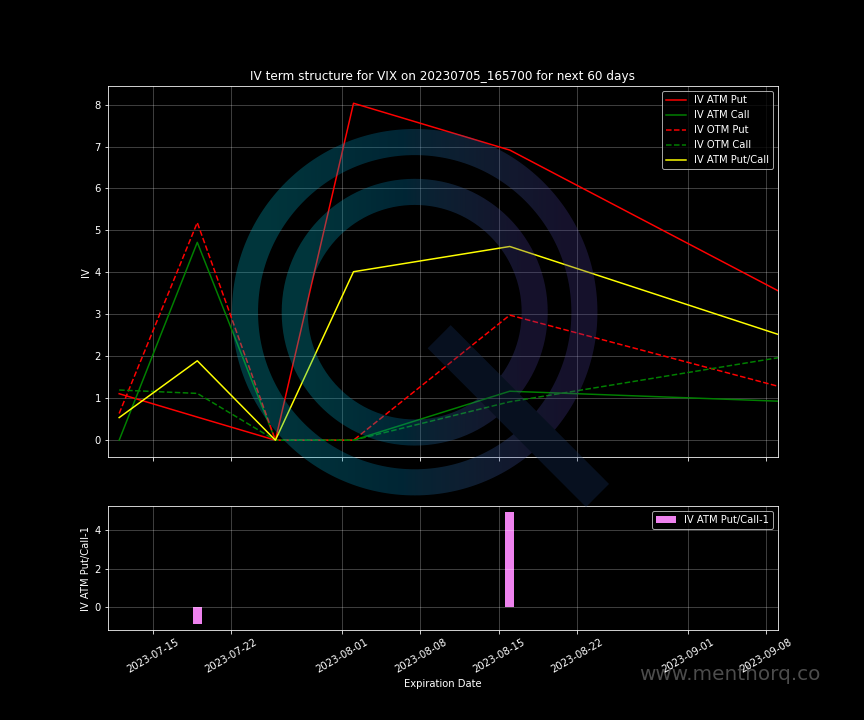 IV term structure for VIX on 20230705_165700 for next 60 days
IV
8
7
6
5
4
3
2
1
0
IV ATM Put
IV ATM Call
IV OTM Put
IV OTM Call
IV ATM Put/Call
IV ATM Put/Call-1
4
2
0
IV ATM Put/Call-1
2023-07-15
2023-07-22
2023-08-01
2023-08-08
2023-08-15
2023-08-22
2023-09-01
2023-09-08
Expiration Date
www.menthorq.co